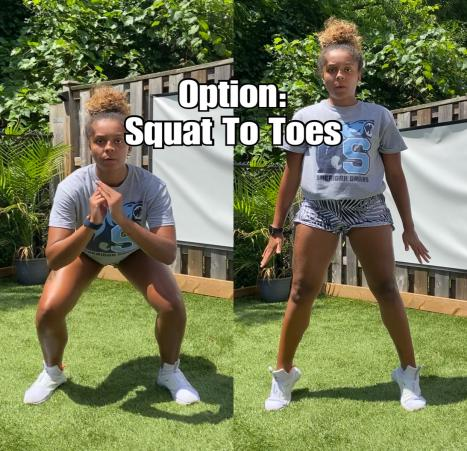 Option:
Squat To Toes
S
S